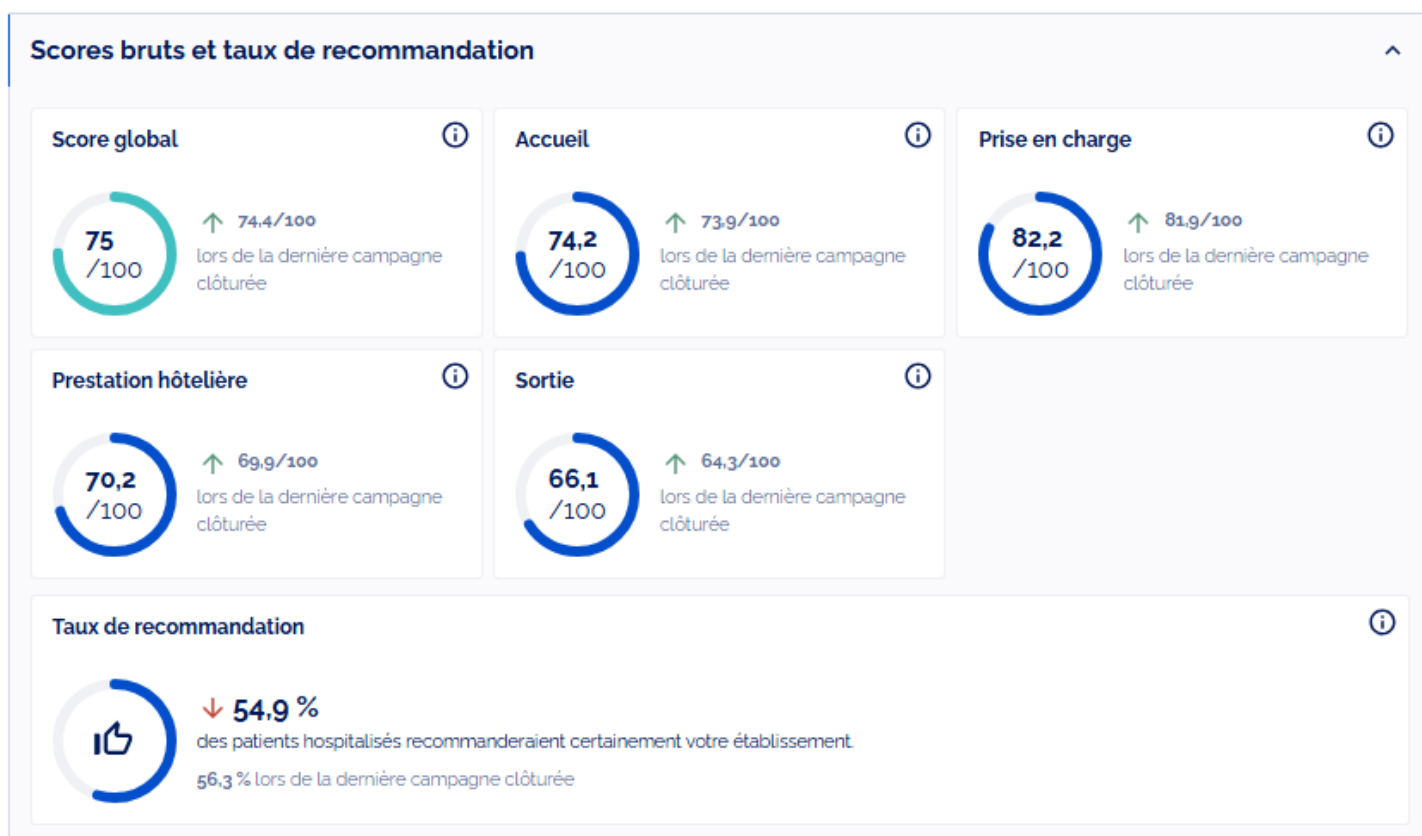 Scores bruts et taux de recommandation
Score global
75
/100
74,4/100
lors de la dernière campagne
clôturée
Accueil
74,2
/100
73,9/100
lors de la dernière campagne
clôturée
Prise en charge
82,2
/100
81,9/100
lors de la dernière campagne
clôturée
Prestation hôtelière
70,2
/100
69,9/100
lors de la dernière campagne
clôturée
Sortie
66,1
/100
64,3/100
lors de la dernière campagne
clôturée
Taux de recommandation
54,9 %
des patients hospitalisés recommanderaient certainement votre établissement.
56,3 % lors de la dernière campagne clôturée